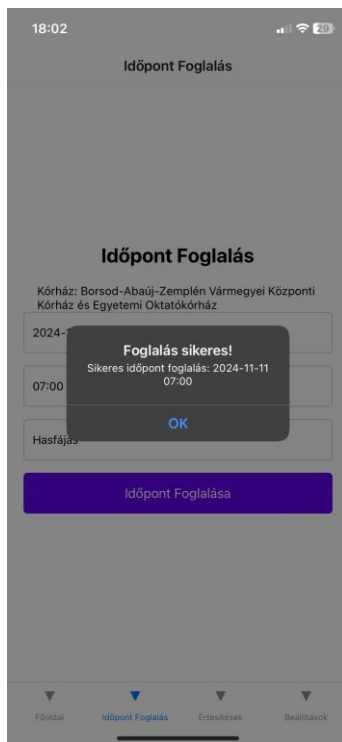 18:02
29
Időpont Foglalás
Időpont Foglalás
Kórház: Borsod-Abaúj-Zemplén Vármegyei Központi
Kórház és Egyetemi Oktatókórház
2024-1
Foglalás sikeres!
Sikeres időpont foglalás: 2024-11-11
07:00
07:00
OK
Hasfájás
Időpont Foglalása
Főoldal
Időpont Foglalás
Értesítések
Beállítások